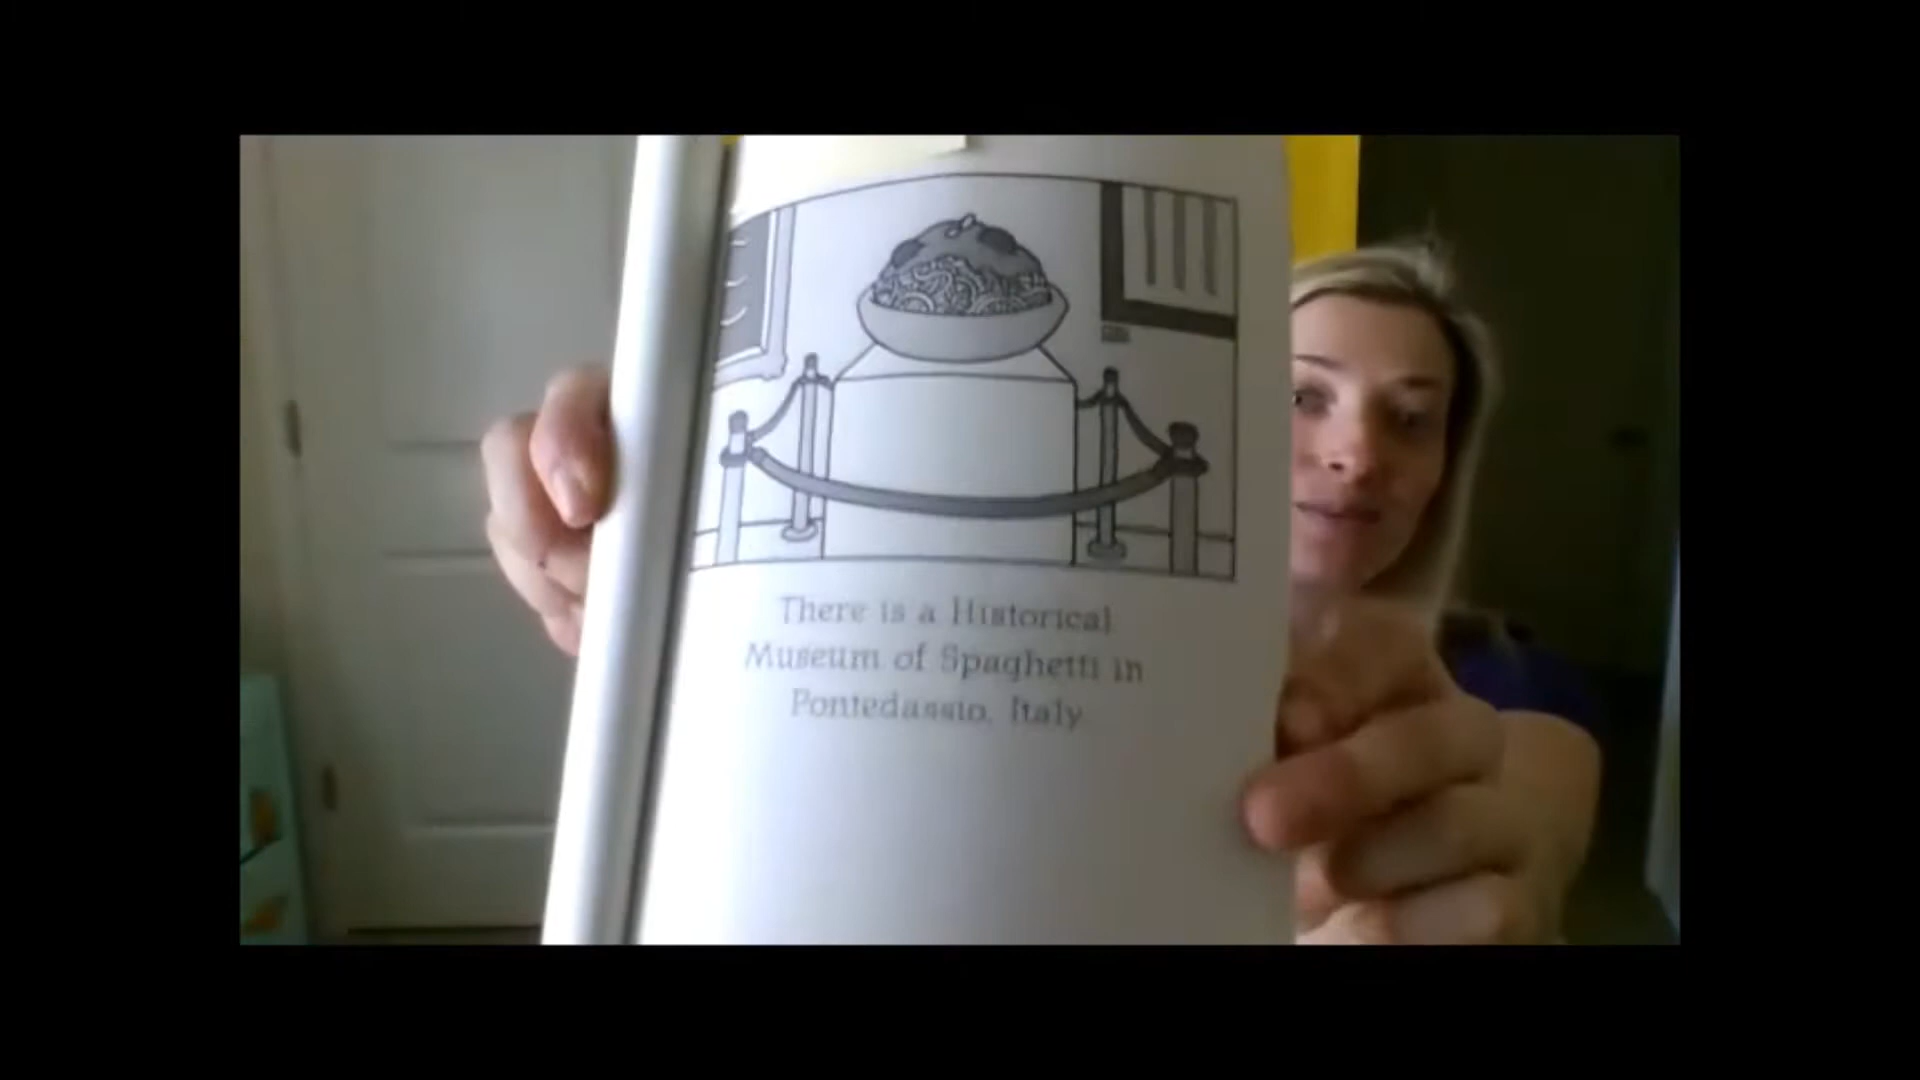 There is a Historical
Museum of Spaghetti in
Pontedassio, Italy